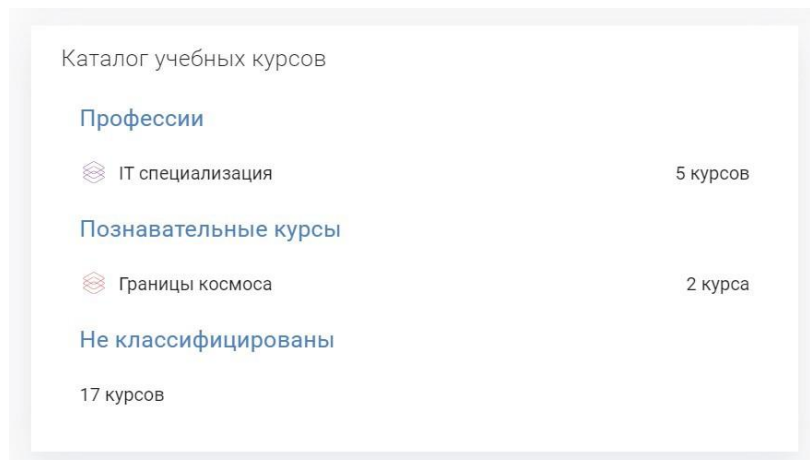 Каталог учебных курсов
Профессии
IT специализация 5 курсов
Познавательные курсы
Границы космоса 2 курса
Не классифицированы
17 курсов